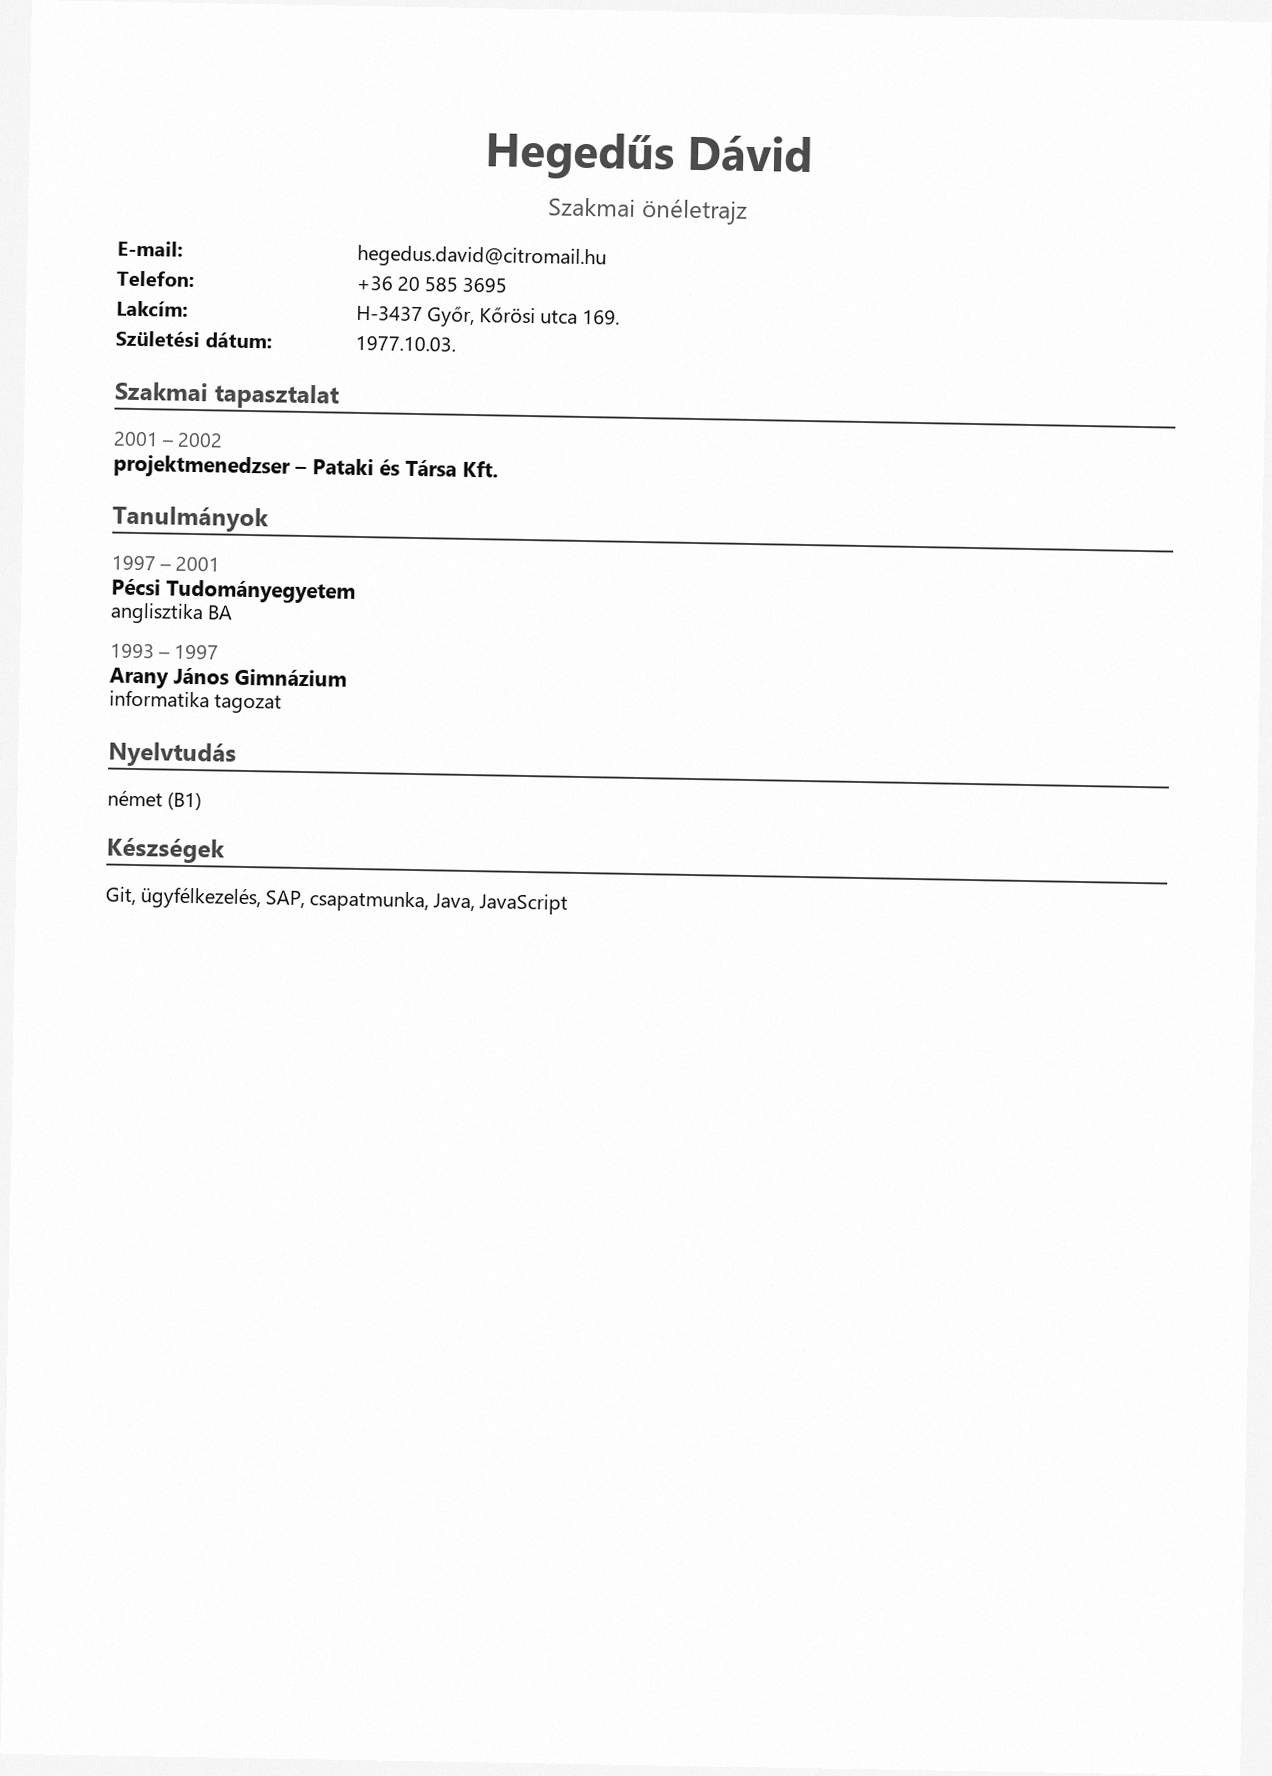 Hegedűs Dávid
Szakmai önéletrajz
E-mail: hegedus.david@citromail.hu
Telefon: +36 20 585 3695
Lakcím: H-3437 Győr, Kőrösi utca 169.
Születési dátum: 1977.10.03.
Szakmai tapasztalat
2001 – 2002
projektmenedzser – Pataki és Társa Kft.
Tanulmányok
1997 – 2001
Pécsi Tudományegyetem
anglisztika BA
1993 – 1997
Arany János Gimnázium
informatika tagozat
Nyelvtudás
német (B1)
Készségek
Git, ügyfélkezelés, SAP, csapatmunka, Java, JavaScript